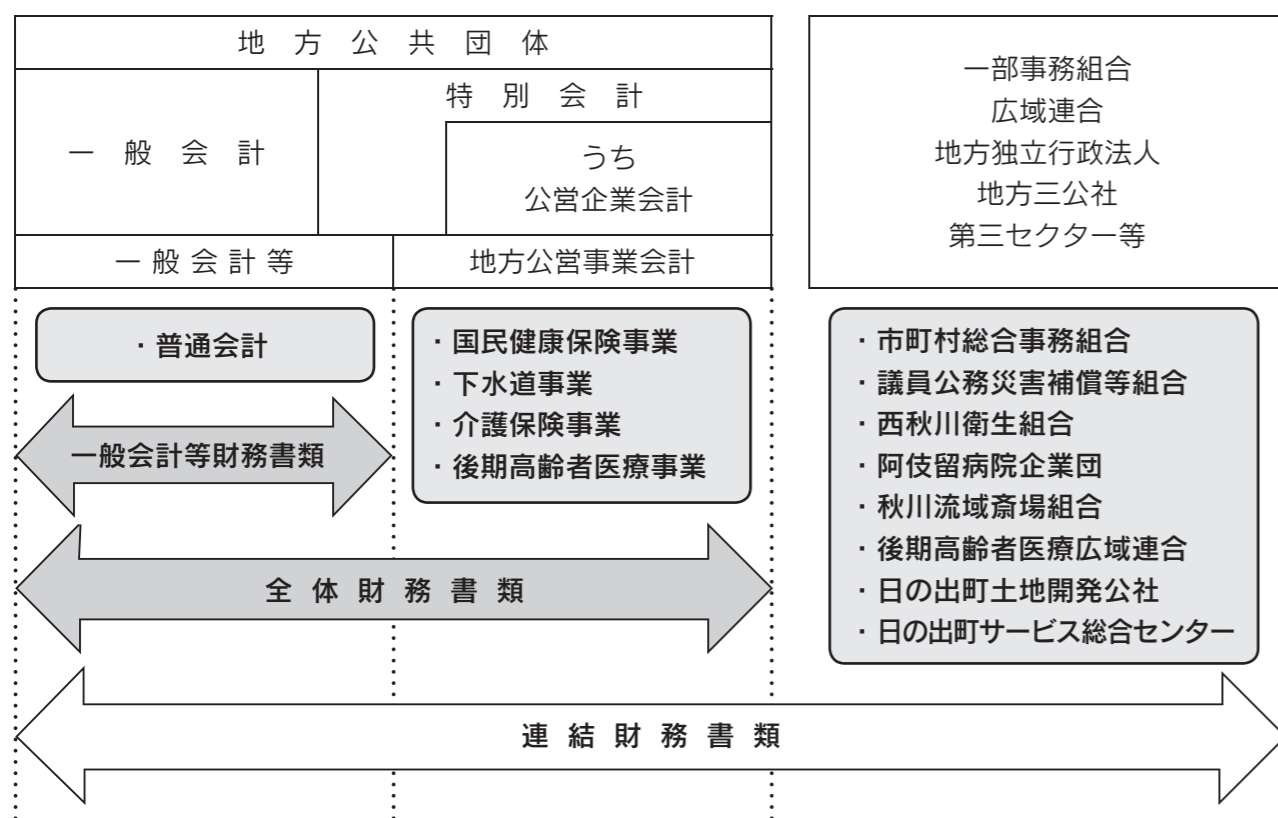 地方公共団体
一般会計
特別会計
うち
公営企業会計
一般会計等
地方公営事業会計
一部事務組合
広域連合
地方独立行政法人
地方三公社
第三セクター等
・普通会計
・国民健康保険事業
・下水道事業
・介護保険事業
・後期高齢者医療事業
・市町村総合事務組合
・議員公務災害補償等組合
・西秋川衛生組合
・阿伎留病院企業団
・秋川流域斎場組合
・後期高齢者医療広域連合
・日の出町土地開発公社
・日の出町サービス総合センター
一般会計等財務書類
全体財務書類
連結財務書類